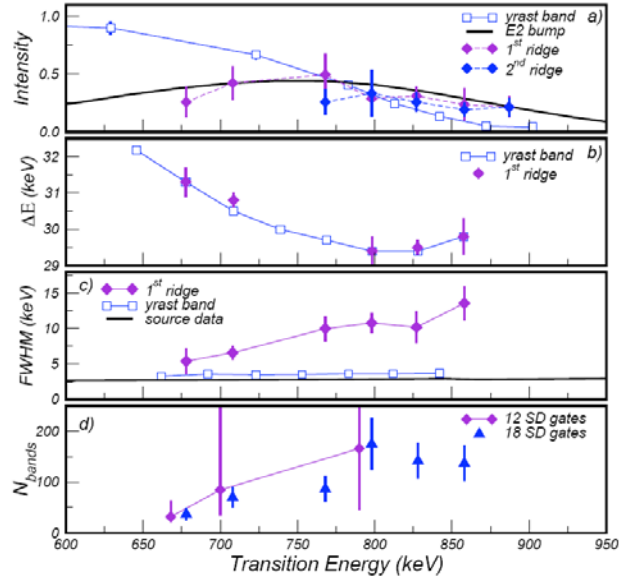 1.0
0.5
0.0
Intensity
yrast band
a)
E2 bump
1st ridge
2nd ridge
32
31
30
29
ΔE (keV)
yrast band
b)
1st ridge
15
10
5
0
FWHM (keV)
c)
1st ridge
yrast band
source data
200
100
0
Nbands
d)
12 SD gates
18 SD gates
600
650
700
750
800
850
900
950
Transition Energy (keV)